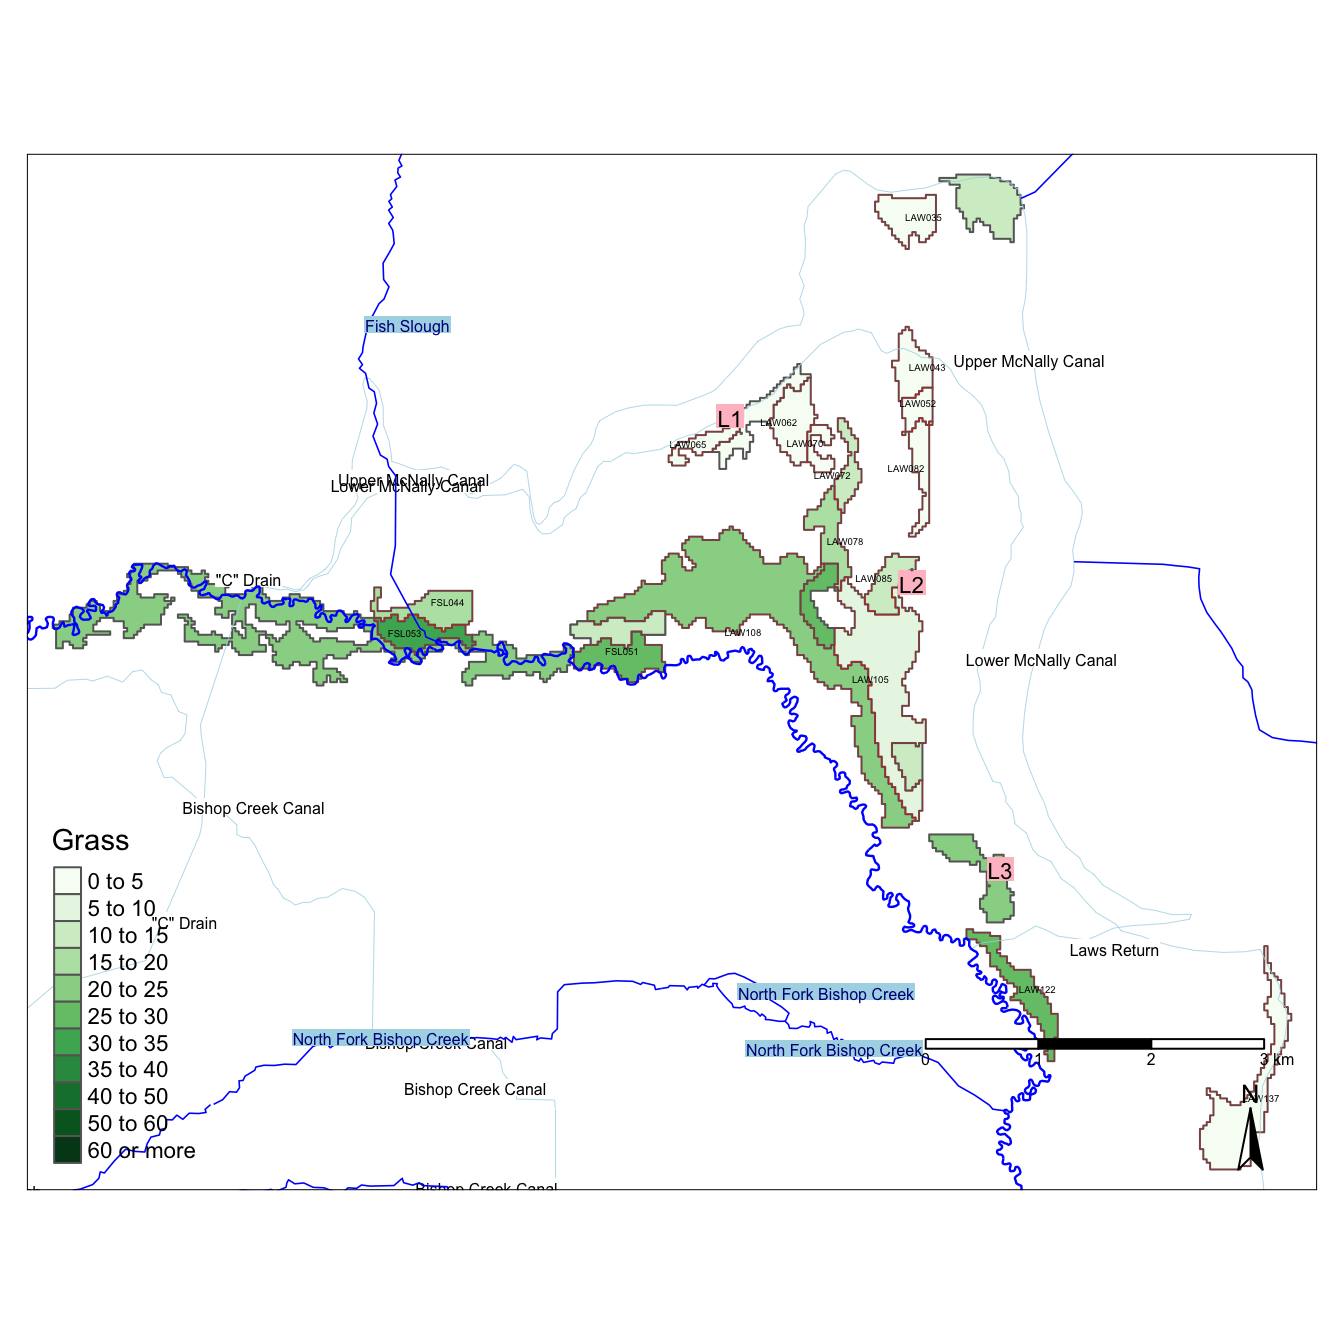 LAW035
Fish Slough
Upper McNally Canal
LAW043
LAW052
L1
LAW062
LAW065
LAW070
LAW082
LAW072
Upper McNally Canal
Lower McNally Canal
LAW078
"C" Drain
LAW085
L2
FSL044
FSL053
LAW108
FSL051
Lower McNally Canal
LAW105
Bishop Creek Canal
Grass
L3
0 to 5
5 to 10
"C" Drain
10 to 15
Laws Return
15 to 20
20 to 25
LAW122
North Fork Bishop Creek
25 to 30
30 to 35
North Fork Bishop Creek
Bishop Creek Canal
North Fork Bishop Creek
0 1 2 3 km
35 to 40
Bishop Creek Canal
40 to 50
N
LAW137
50 to 60
60 or more
Bishop Creek Canal